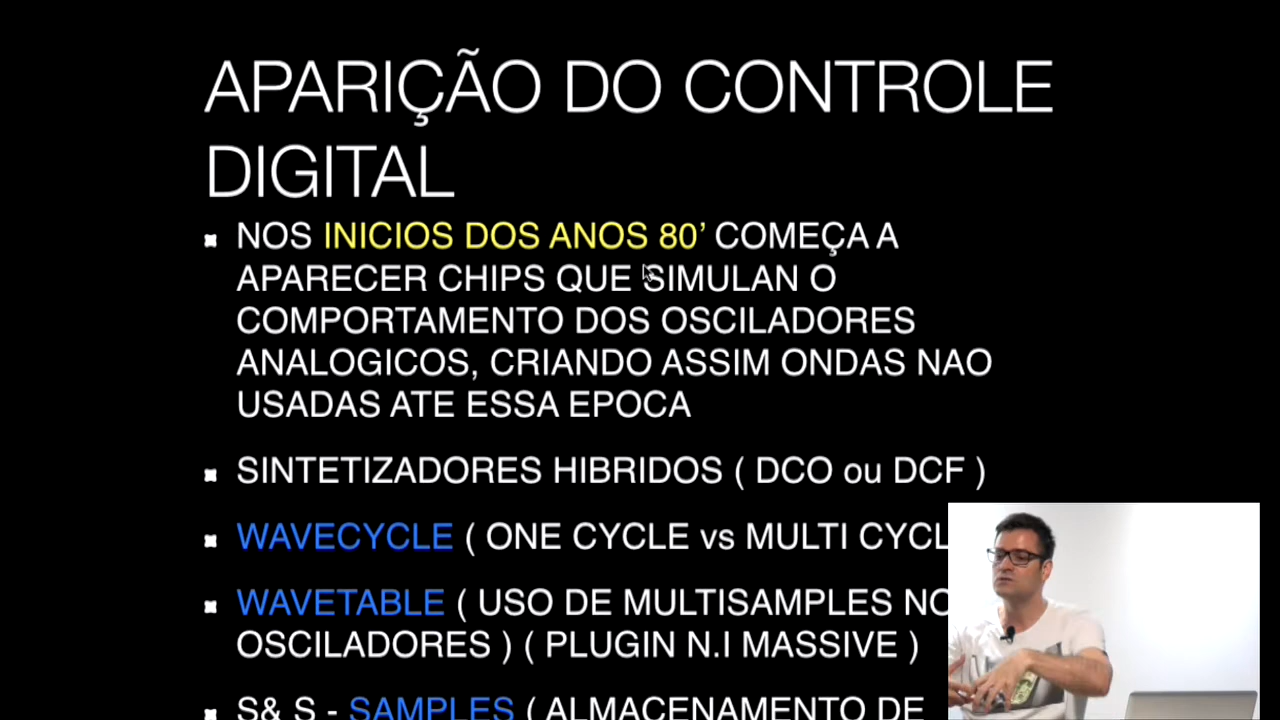 APARIÇÃO DO CONTROLE
DIGITAL
NOS INICIOS DOS ANOS 80’ COMEÇA A
APARECER CHIPS QUE SIMULAN O
COMPORTAMENTO DOS OSCILADORES
ANALOGICOS, CRIANDO ASSIM ONDAS NAO
USADAS ATE ESSA EPOCA
SINTETIZADORES HIBRIDOS ( DCO ou DCF )
WAVECYCLE ( ONE CYCLE vs MULTI CYCL
WAVETABLE ( USO DE MULTISAMPLES NO
OSCILADORES ) ( PLUGIN N.I MASSIVE )
S& S - SAMPLES ( ALMACENAMENTO DE